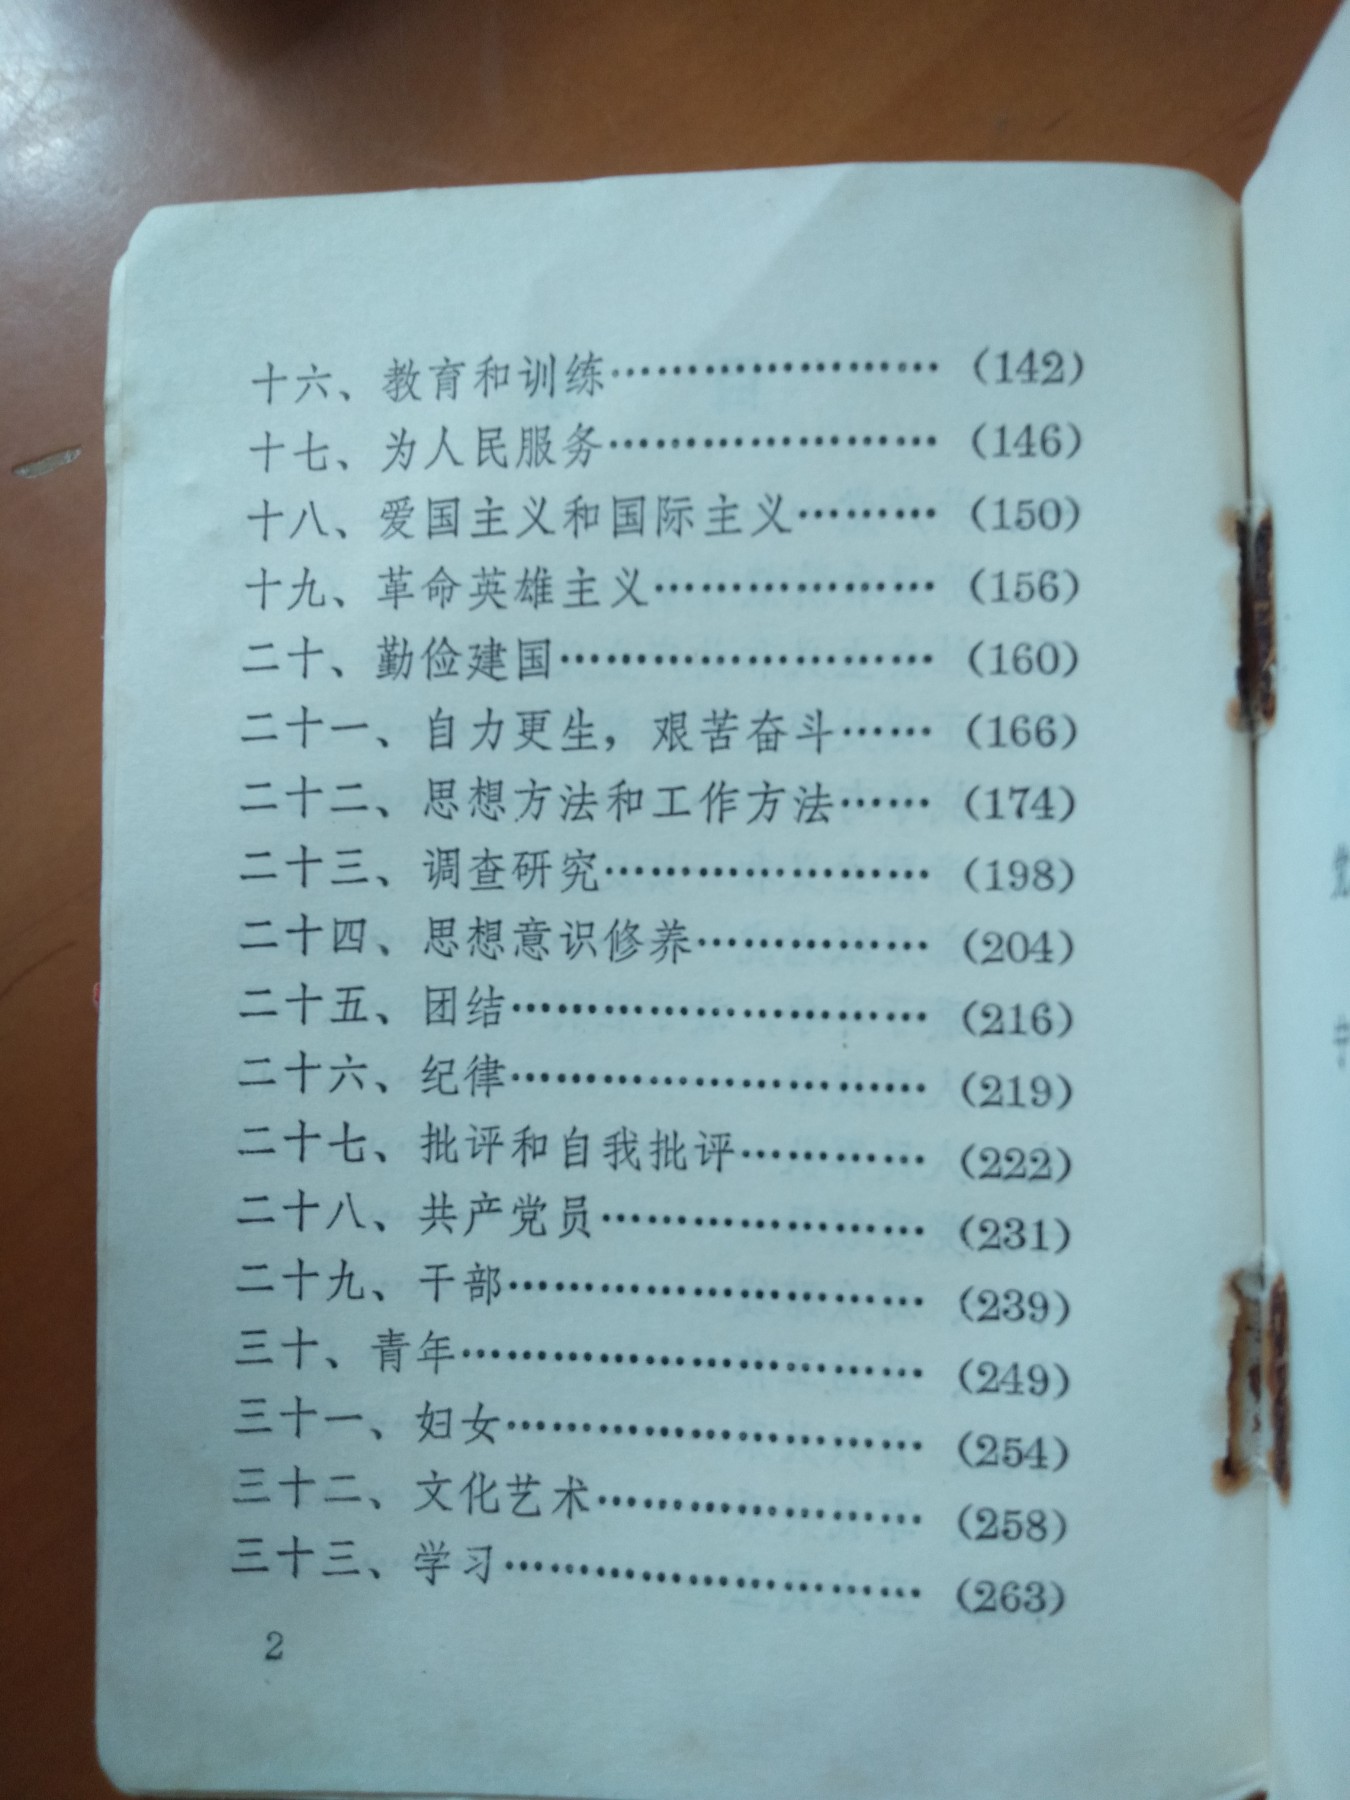 十六、教育和训练…………………… (142)
十七、为人民服务…………………… (146)
十八、爱国主义和国际主义……… (150)
十九、革命英雄主义………………… (156)
二十、勤俭建国……………………… (160)
二十一、自力更生，艰苦奋斗…… (166)
二十二、思想方法和工作方法…… (174)
二十三、调查研究…………………… (198)
二十四、思想意识修养…………… (204)
二十五、团结………………………… (216)
二十六、纪律………………………… (219)
二十七、批评和自我批评………… (222)
二十八、共产党员…………………… (231)
二十九、干部………………………… (239)
三十、青年…………………………… (249)
三十一、妇女………………………… (254)
三十二、文化艺术…………………… (258)
三十三、学习………………………… (263)
2